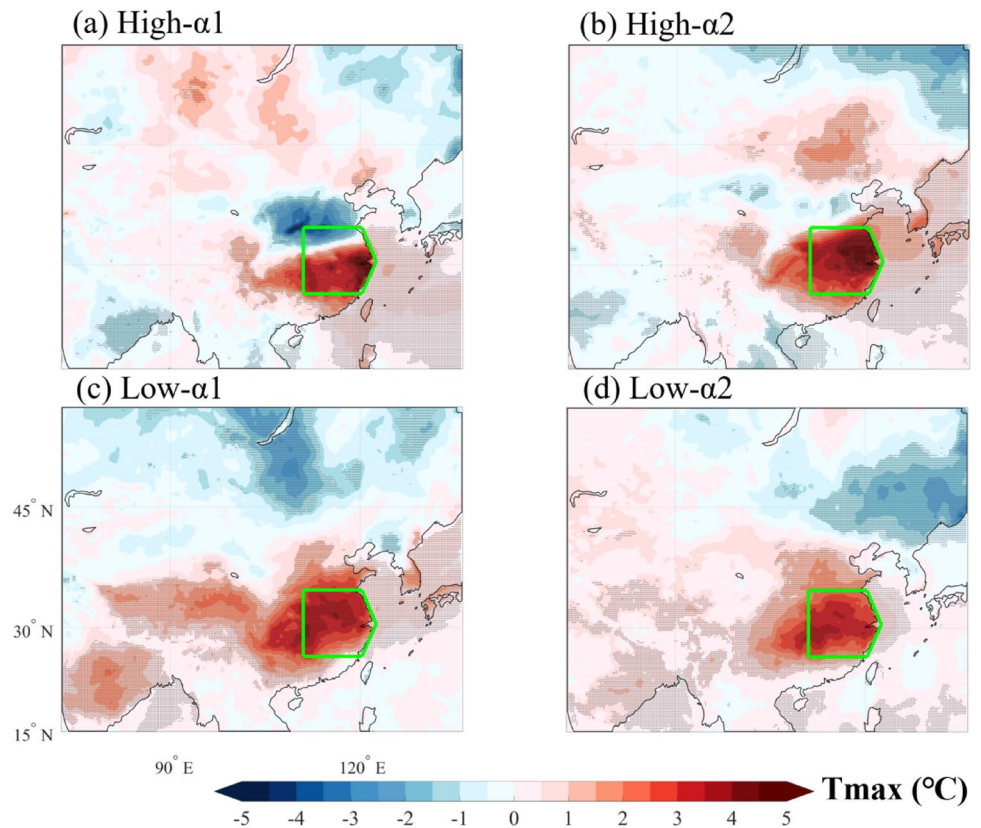 (a) High-α1
(b) High-α2
(c) Low-α1
(d) Low-α2
45° N
30° N
15° N
90° E
120° E
Tmax (°C)
-5 -4 -3 -2 -1 0 1 2 3 4 5